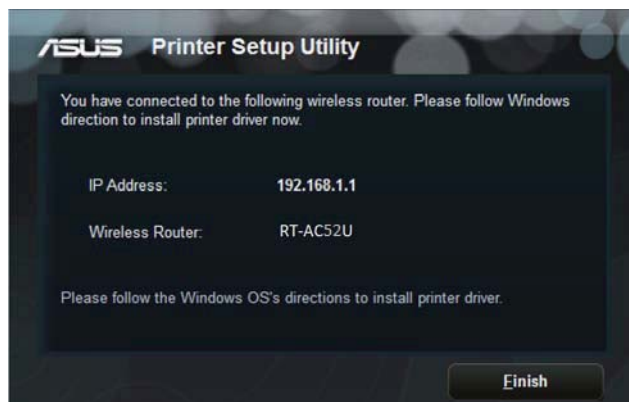 ASUS Printer Setup Utility
You have connected to the following wireless router. Please follow Windows
direction to install printer driver now.
IP Address: 192.168.1.1
Wireless Router: RT-AC52U
Please follow the Windows OS's directions to install printer driver.
Finish